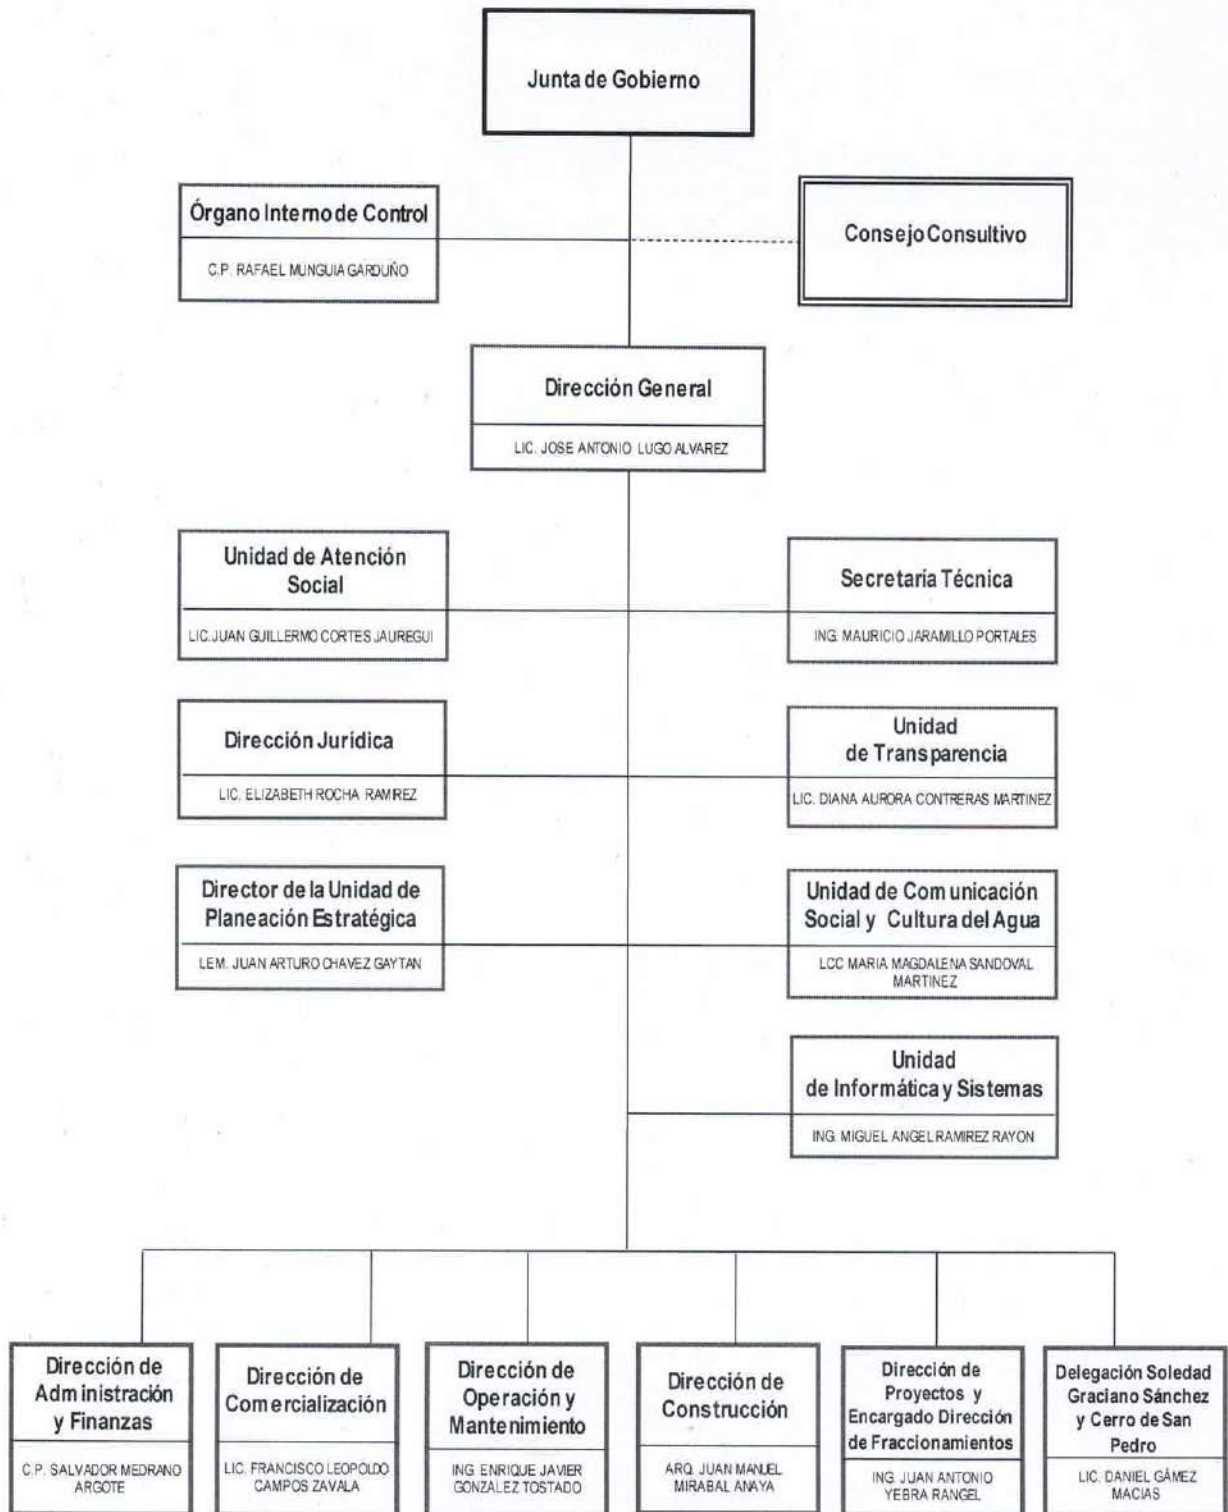 Junta de Gobierno
Órgano Interno de Control
C.P. RAFAEL MUNGUIA GARDUÑO
Consejo Consultivo
Dirección General
LIC. JOSE ANTONIO LUGO ALVAREZ
Unidad de Atención
Social
LIC.JUAN GUILLERMO CORTES JAUREGUI
Secretaría Técnica
ING. MAURICIO JARAMILLO PORTALES
Dirección Jurídica
LIC. ELIZABETH ROCHA RAMIREZ
Unidad
de Transparencia
LIC. DIANA AURORA CONTRERAS MARTINEZ
Director de la Unidad de
Planeación Estratégica
LEM. JUAN ARTURO CHAVEZ GAYTAN
Unidad de Comunicación
Social y Cultura del Agua
LCC MARIA MAGDALENA SANDOVAL
MARTINEZ
Unidad
de Informática y Sistemas
ING. MIGUEL ANGEL RAMIREZ RAYON
Dirección de
Administración
y Finanzas
C.P. SALVADOR MEDRANO
ARGOTE
Dirección de
Comercialización
LIC. FRANCISCO LEOPOLDO
CAMPOS ZAVALA
Dirección de
Operación y
Mantenimiento
ING. ENRIQUE JAVIER
GONZALEZ TOSTADO
Dirección de
Construcción
ARQ. JUAN MANUEL
MIRABAL ANAYA
Dirección de
Proyectos y
Encargado Dirección
de Fraccionamientos
ING. JUAN ANTONIO
YEBRA RANGEL
Delegación Soledad
Graciano Sánchez
y Cerro de San
Pedro
LIC. DANIEL GÁMEZ
MACIAS